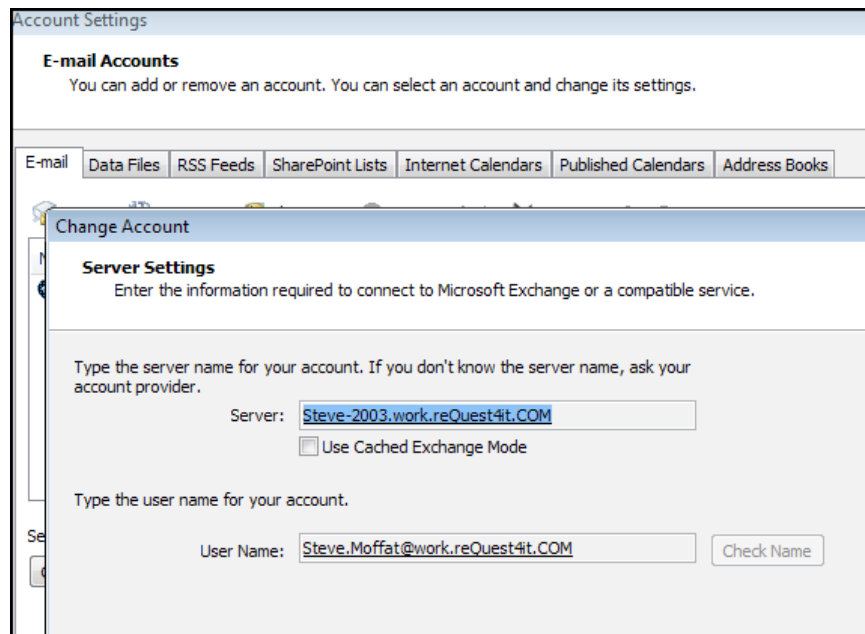 Account Settings
E-mail Accounts
You can add or remove an account. You can select an account and change its settings.
E-mail Data Files RSS Feeds SharePoint Lists Internet Calendars Published Calendars Address Books
Change Account
Server Settings
Enter the information required to connect to Microsoft Exchange or a compatible service.
Type the server name for your account. If you don't know the server name, ask your
account provider.
Server: Steve-2003.work.reQuest4it.COM
Use Cached Exchange Mode
Type the user name for your account.
Se
User Name: Steve.Moffat@work.reQuest4it.COM Check Name